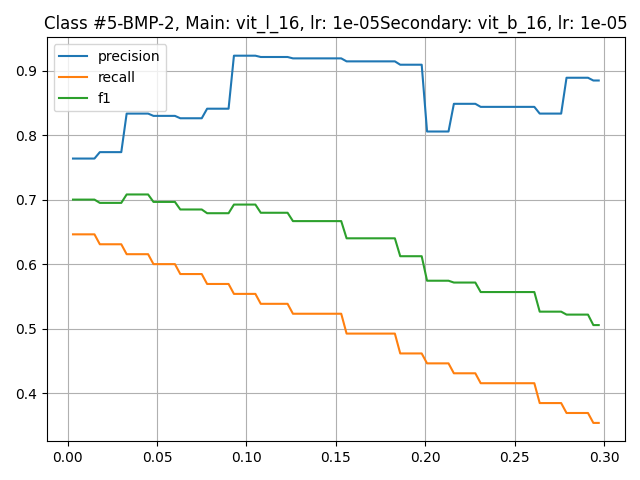 Class #5-BMP-2, Main: vit_l_16, lr: 1e-05Secondary: vit_b_16, lr: 1e-05
precision
recall
f1
0.9
0.8
0.7
0.6
0.5
0.4
0.00 0.05 0.10 0.15 0.20 0.25 0.30